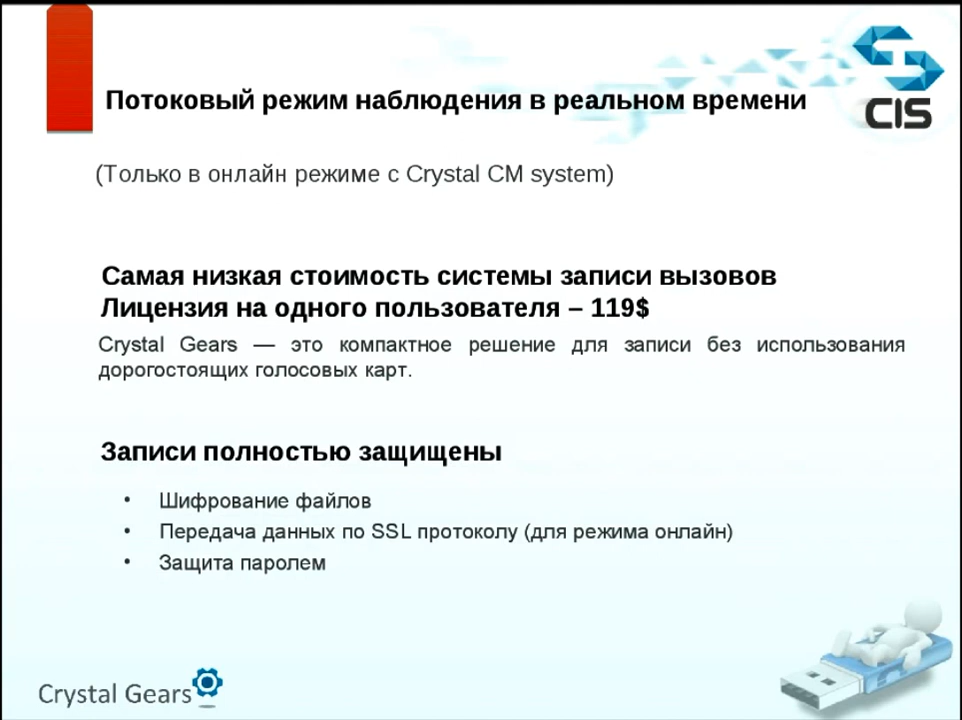 CIS
Потоковый режим наблюдения в реальном времени
(Только в онлайн режиме с Crystal CM system)
Самая низкая стоимость системы записи вызовов
Лицензия на одного пользователя – 119$
Crystal Gears — это компактное решение для записи без использования
дорогостоящих голосовых карт.
Записи полностью защищены
• Шифрование файлов
• Передача данных по SSL протоколу (для режима онлайн)
• Защита паролем
Crystal Gears